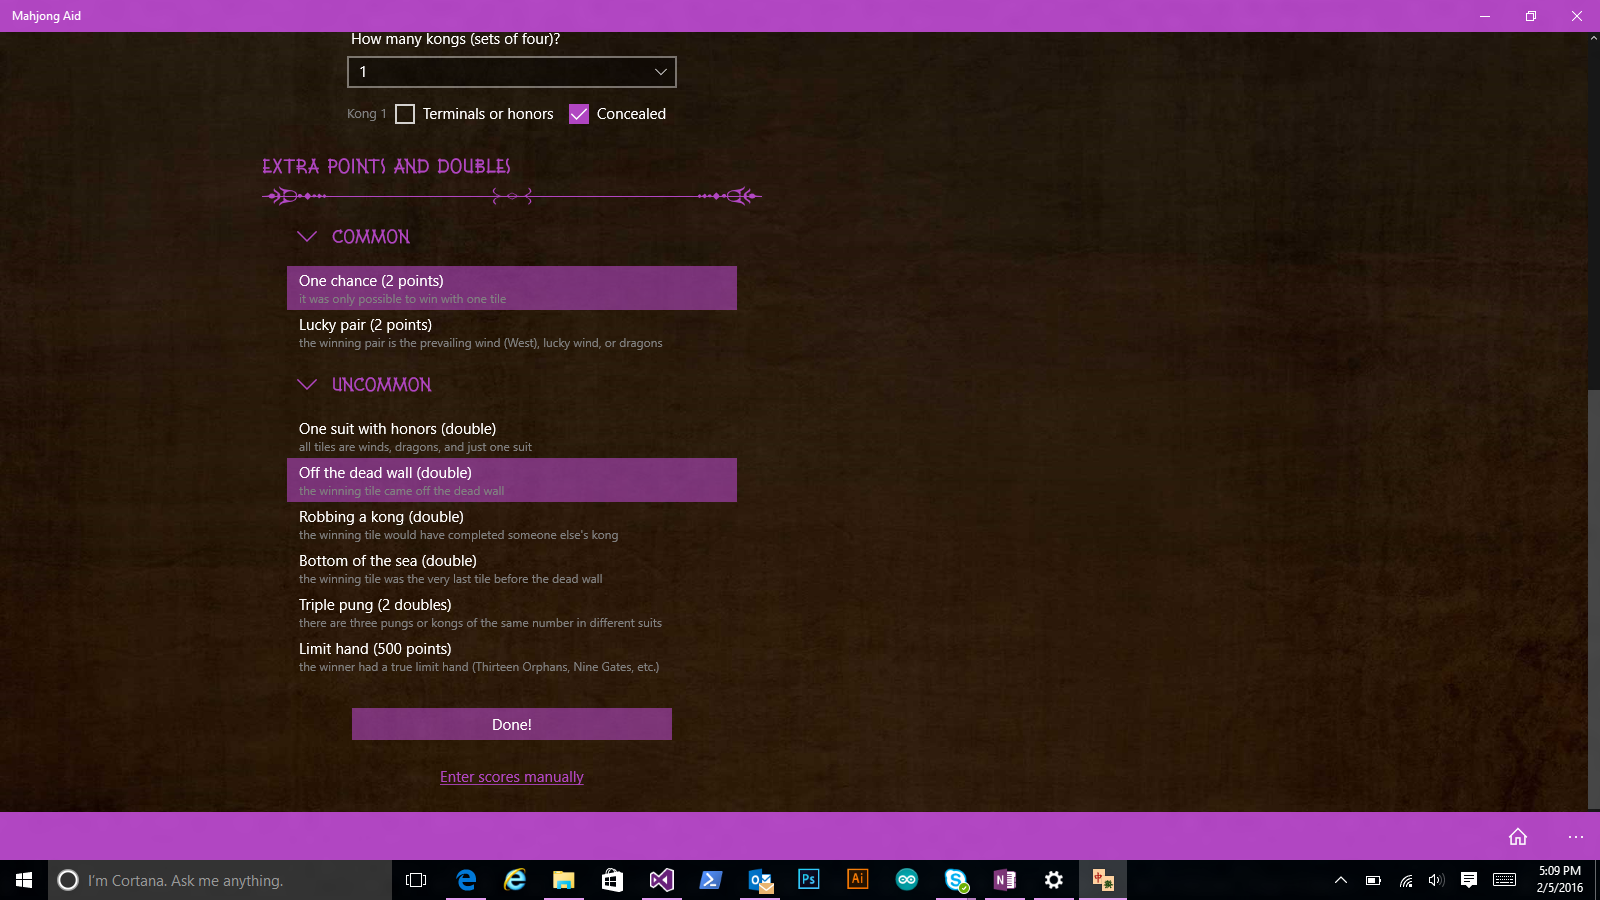 Mahjong Aid
How many kongs (sets of four)?
1
Kong 1 Terminals or honors Concealed
EXTRA POINTS AND DOUBLES
COMMON
One chance (2 points)
it was only possible to win with one tile
Lucky pair (2 points)
the winning pair is the prevailing wind (West), lucky wind, or dragons
UNCOMMON
One suit with honors (double)
all tiles are winds, dragons, and just one suit
Off the dead wall (double)
the winning tile came off the dead wall
Robbing a kong (double)
the winning tile would have completed someone else's kong
Bottom of the sea (double)
the winning tile was the very last tile before the dead wall
Triple pung (2 doubles)
there are three pungs or kongs of the same number in different suits
Limit hand (500 points)
the winner had a true limit hand (Thirteen Orphans, Nine Gates, etc.)
Done!
Enter scores manually
I'm Cortana. Ask me anything.
Ps
Ai
5:09 PM
2/5/2016